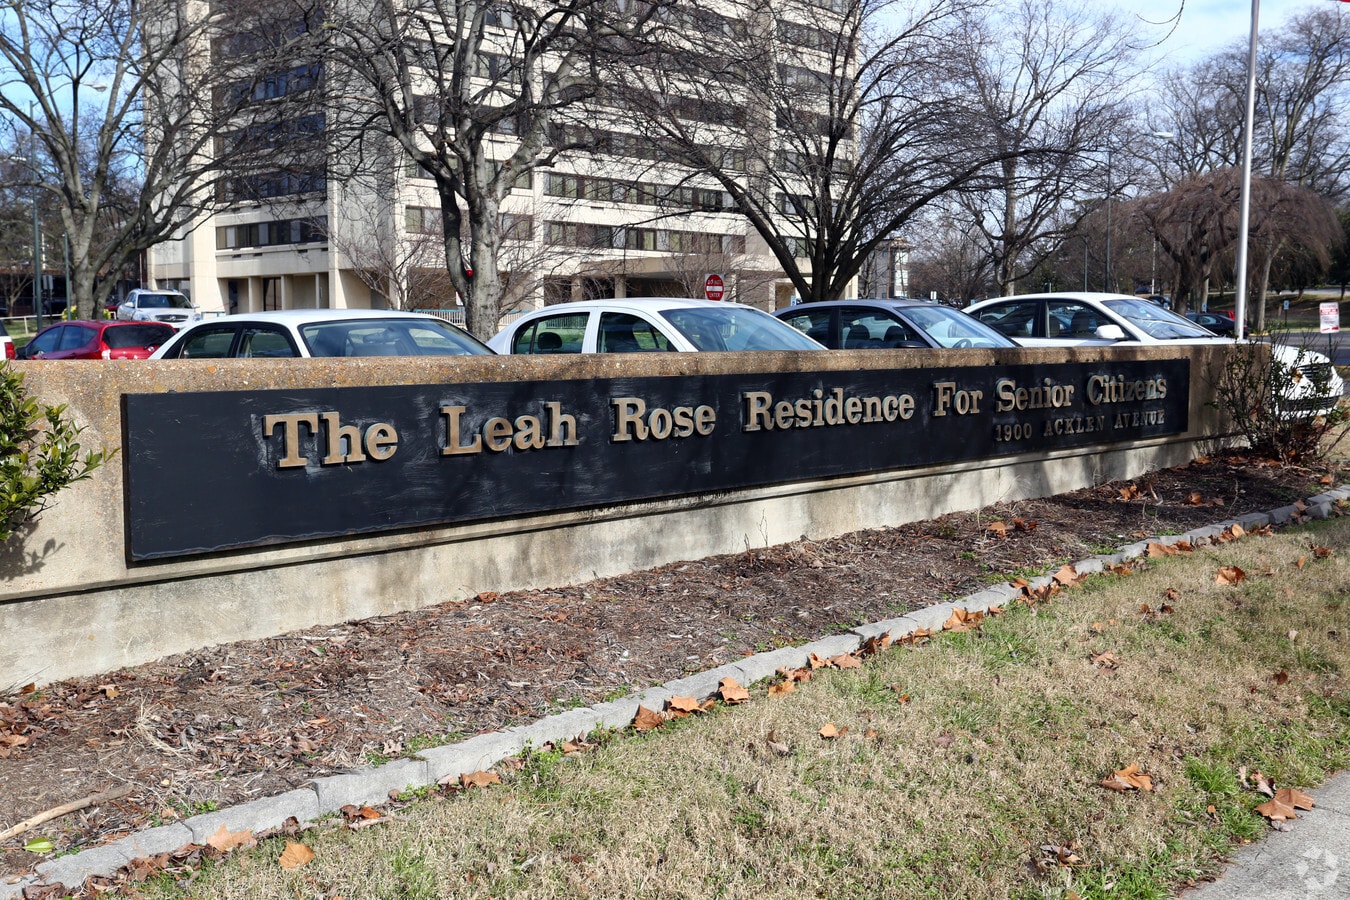 The Leah Rose Residence For Senior Citizens
1900 ACKLEN AVENUE